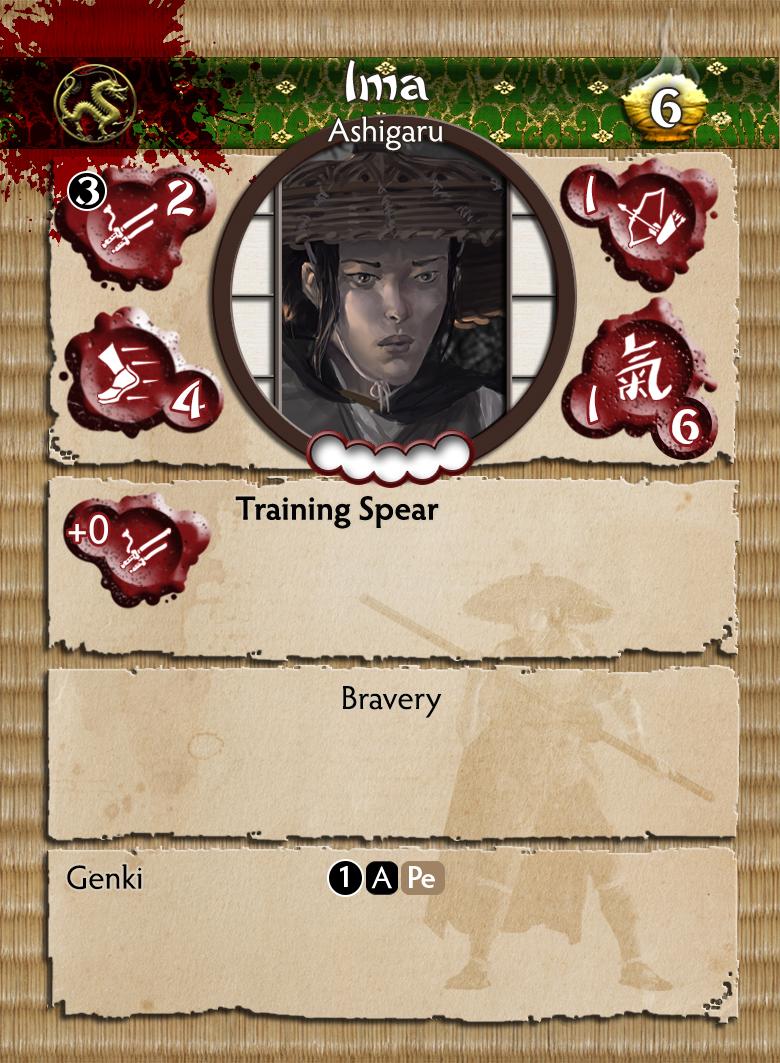 Ima
6
Ashigaru
3 2
1
4
氣
1 6
+0
Training Spear
Bravery
Genki 1 A Pe